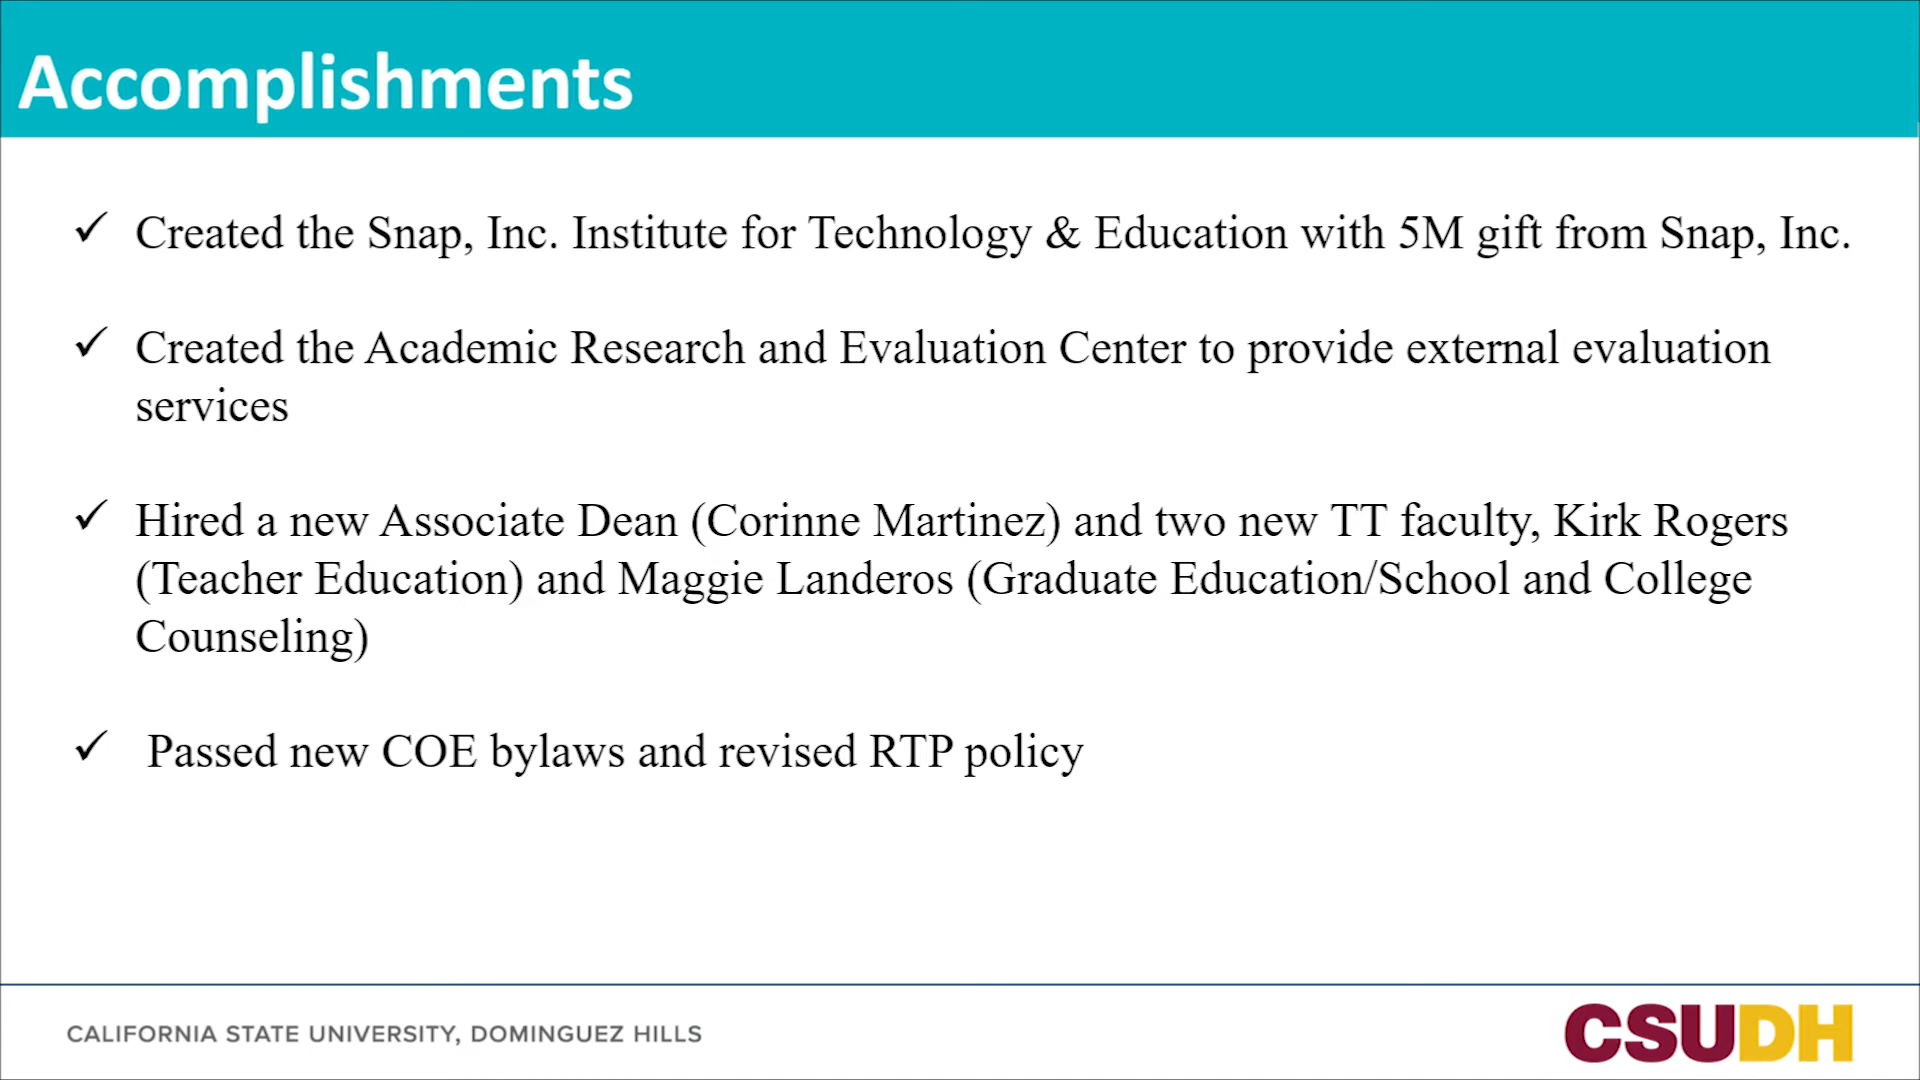 Accomplishments
✓ Created the Snap, Inc. Institute for Technology & Education with 5M gift from Snap, Inc.
✓ Created the Academic Research and Evaluation Center to provide external evaluation
services
✓ Hired a new Associate Dean (Corinne Martinez) and two new TT faculty, Kirk Rogers
(Teacher Education) and Maggie Landeros (Graduate Education/School and College
Counseling)
✓ Passed new COE bylaws and revised RTP policy
CALIFORNIA STATE UNIVERSITY, DOMINGUEZ HILLS
CSUDH